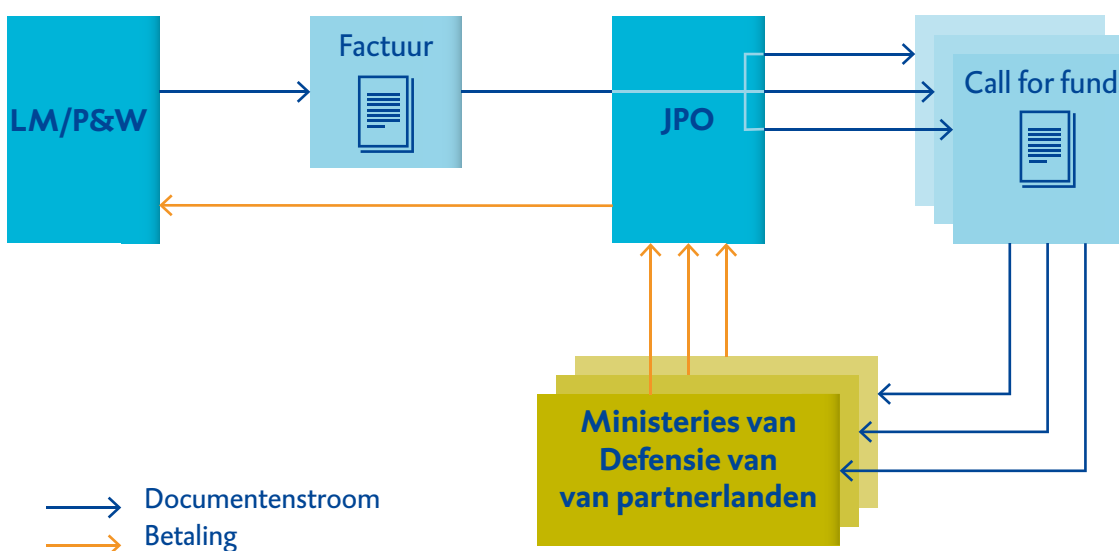 LM/P&W
Factuur
JPO
Call for fund
Ministeries van
Defensie van
van partnerlanden
Documentenstroom
Betaling